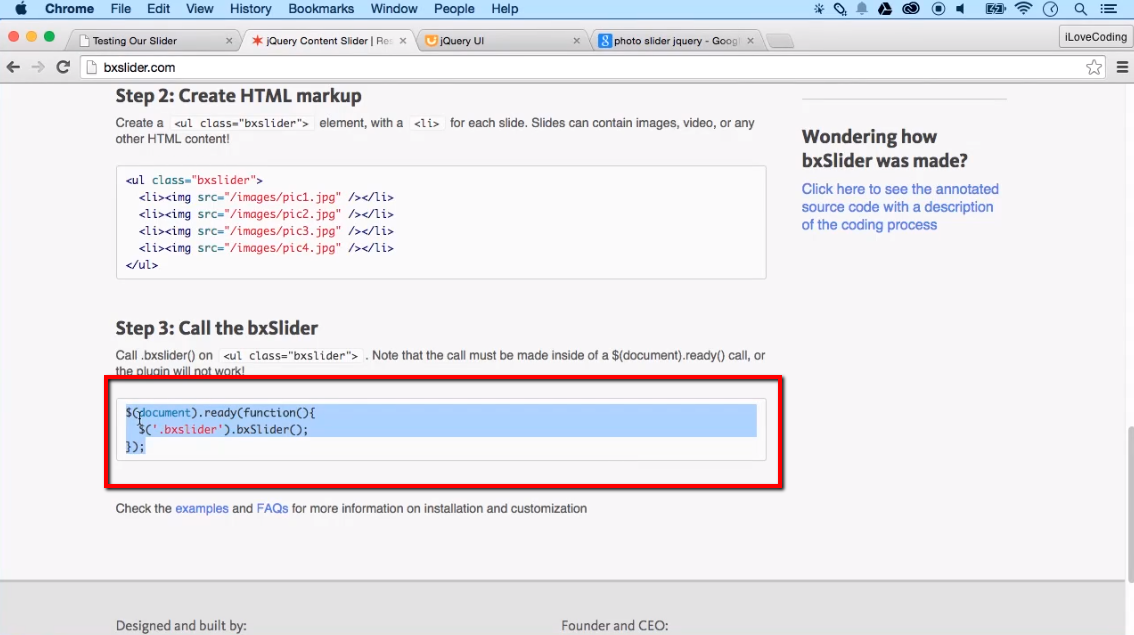 Chrome File Edit View History Bookmarks Window People Help
Testing Our Slider
jQuery Content Slider | Res
jQuery UI
photo slider jquery - Goog
iLoveCoding
bxslider.com
Step 2: Create HTML markup
Create a <ul class="bxslider"> element, with a <li> for each slide. Slides can contain images, video, or any
other HTML content!
<ul class="bxslider">
<li><img src="/images/pic1.jpg" /></li>
<li><img src="/images/pic2.jpg" /></li>
<li><img src="/images/pic3.jpg" /></li>
<li><img src="/images/pic4.jpg" /></li>
</ul>
Wondering how
bxSlider was made?
Click here to see the annotated
source code with a description
of the coding process
Step 3: Call the bxSlider
Call .bxslider() on <ul class="bxslider"> . Note that the call must be made inside of a $(document).ready() call, or
the plugin will not work!
$(document).ready(function(){
$('.bxslider').bxSlider();
});
Check the examples and FAQs for more information on installation and customization
Designed and built by:
Founder and CEO: